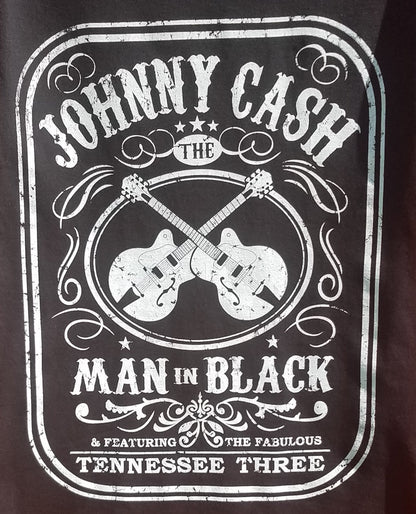 JOHNNY CASH
THE
MAN IN BLACK
& FEATURING THE FABULOUS
TENNESSEE THREE